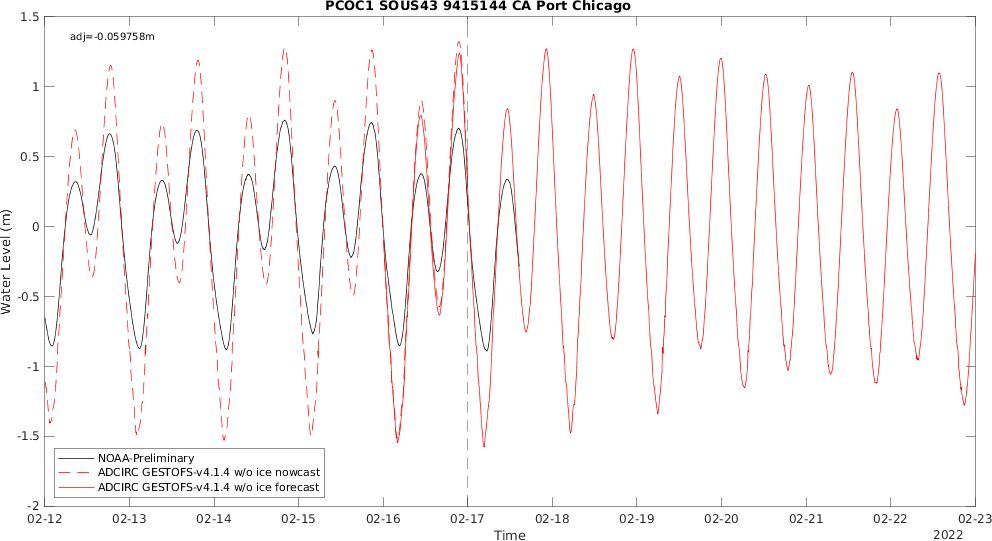 PCOC1 SOUS43 9415144 CA Port Chicago
adj=-0.059758m
1.5
1
0.5
0
-0.5
-1
-1.5
-2
Water Level (m)
NOAA-Preliminary
ADCIRC GESTOFS-v4.1.4 w/o ice nowcast
ADCIRC GESTOFS-v4.1.4 w/o ice forecast
02-12 02-13 02-14 02-15 02-16 02-17 02-18 02-19 02-20 02-21 02-22 02-23
Time
2022